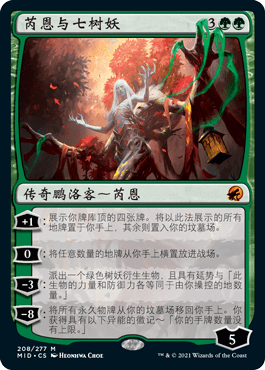 芮恩与七树妖 3
传奇鹏洛客～芮恩
+1 : 展示你牌库顶的四张牌。将以此法展示的所有
地牌置于你手上，其余则置入你的坟墓场。
0 : 将任意数量的地牌从你手上横置放进战场。
-3 : 派出一个绿色树妖衍生生物，且具有延势与「此
生物的力量和防御力各等同于由你操控的地数
量。」
-8 : 将所有永久物牌从你的坟墓场移回你手上。你
获得具有以下异能的徽记～「你的手牌数量没
有上限。」
5
208/277 M
MID • CS HEONHWA CHOE
™ & © 2021 Wizards of the Coast